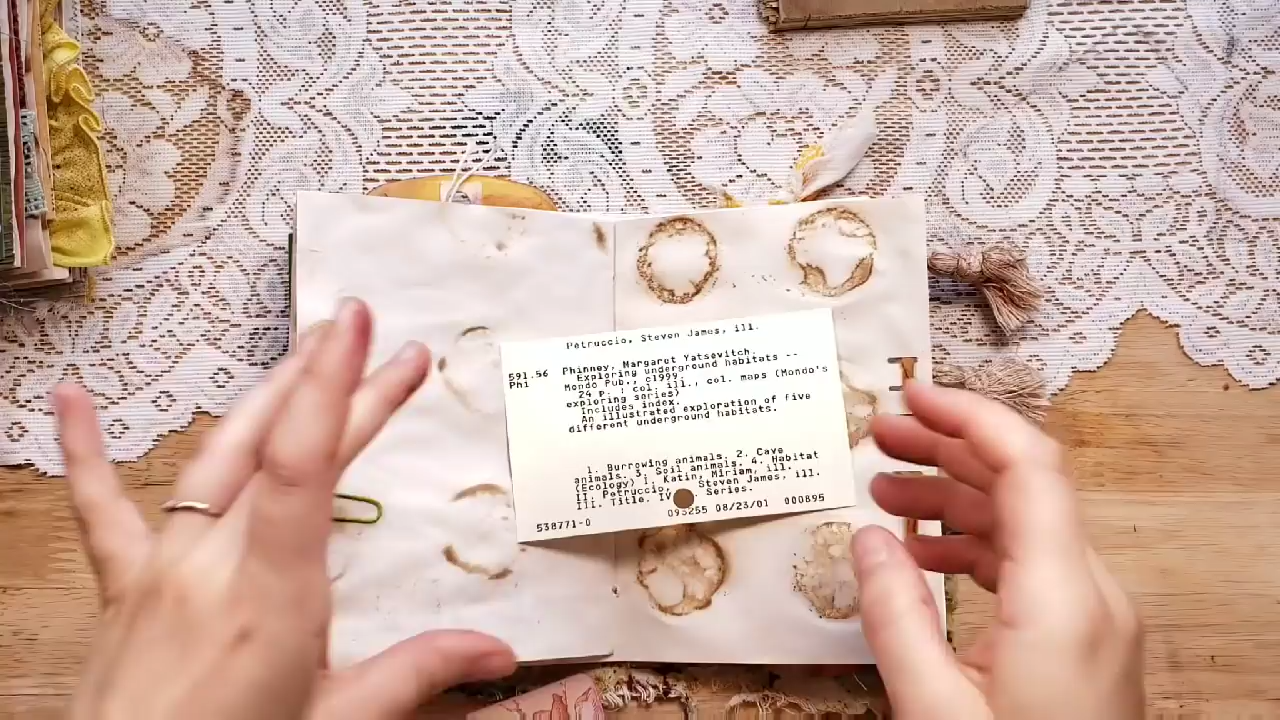 Petruccio, Steven James, ill.
591.56 Phinney, Margaret Yatsevitch.
Phi Exploring underground habitats --
Mondo Pub., c1999.
24 p. : col. ill., col. maps (Mondo's
exploring series)
Includes index.
An illustrated exploration of five
different underground habitats.
1. Burrowing animals. 2. Cave
animals. 3. Soil animals. 4. Habitat
(Ecology) I. Katin, Miriam, ill.
II. Petruccio, Steven James, ill.
III. Title. IV. Series.
538771-0 093255 08/23/01 000895